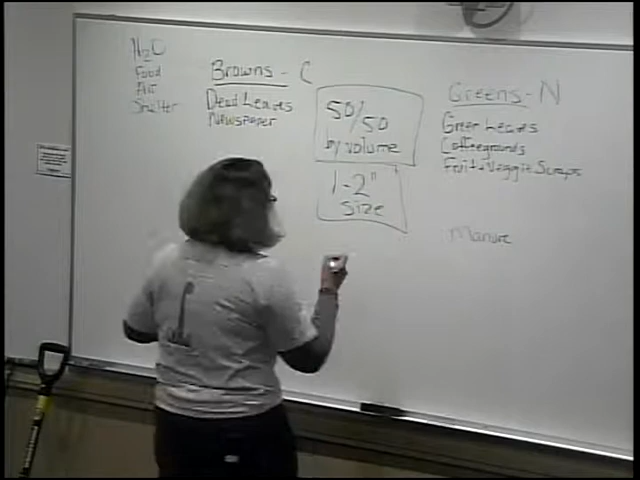 H2O
Food
Air
Shelter
Browns - C
Dead Leaves
Newspaper
50/50
by volume
1-2"
Size
Greens - N
Green Leaves
Coffeegrounds
Fruit + Veggie Scraps
Manure